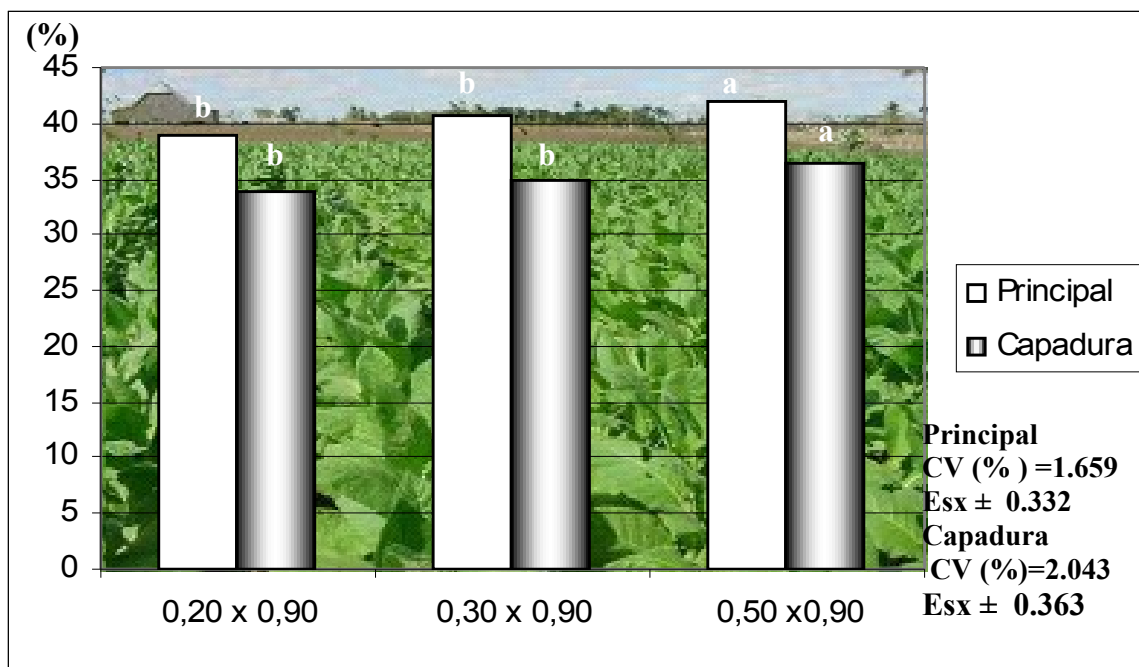 (%)
45
40
35
30
25
20
15
10
5
0
b
b
b
b
a
a
0,20 x 0,90
0,30 x 0,90
0,50 x0,90
Principal
Capadura
Principal
CV (% ) =1.659
Esx ± 0.332
Capadura
CV (%)=2.043
Esx ± 0.363